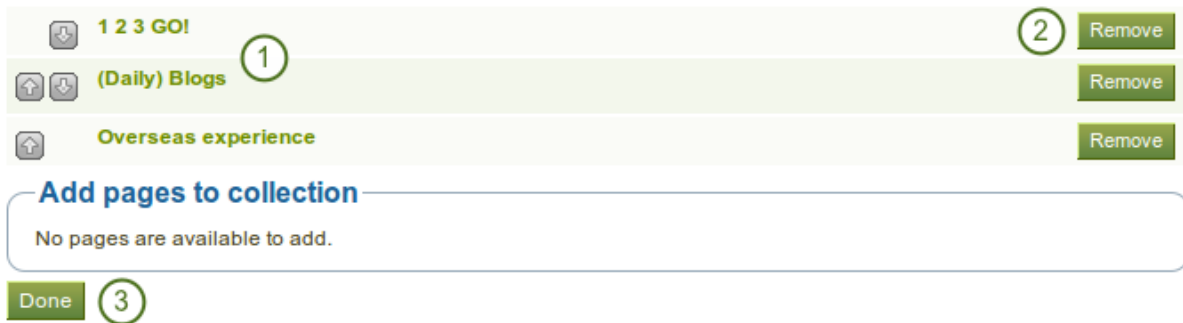 1 2 3 GO!
2
Remove
1
(Daily) Blogs
Remove
Overseas experience
Remove
Add pages to collection
No pages are available to add.
Done
3